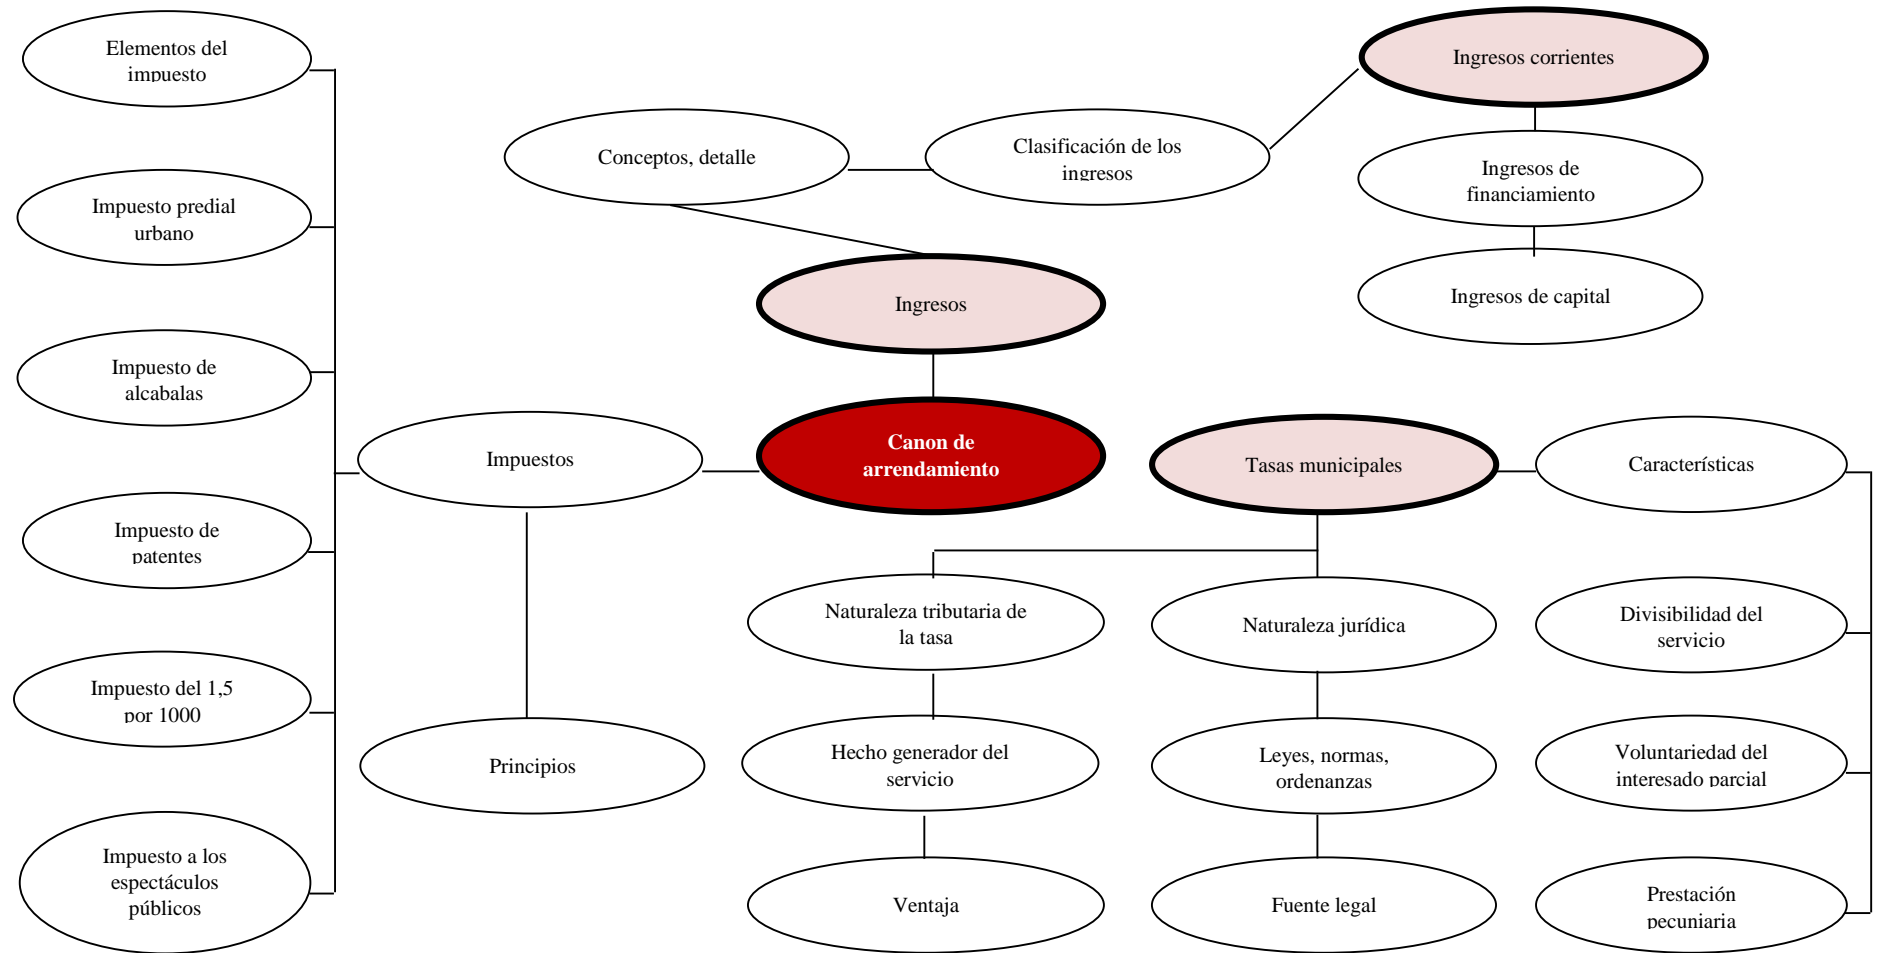 Elementos del
impuesto
Ingresos corrientes
Conceptos, detalle
Clasificación de los
ingresos
Ingresos de
financiamiento
Impuesto predial
urbano
Ingresos
Ingresos de capital
Impuesto de
alcabalas
Impuestos
Canon de
arrendamiento
Tasas municipales
Características
Impuesto de
patentes
Naturaleza tributaria de
la tasa
Naturaleza jurídica
Divisibilidad del
servicio
Impuesto del 1,5
por 1000
Principios
Hecho generador del
servicio
Leyes, normas,
ordenanzas
Voluntariedad del
interesado parcial
Impuesto a los
espectáculos
públicos
Ventaja
Fuente legal
Prestación
pecuniaria